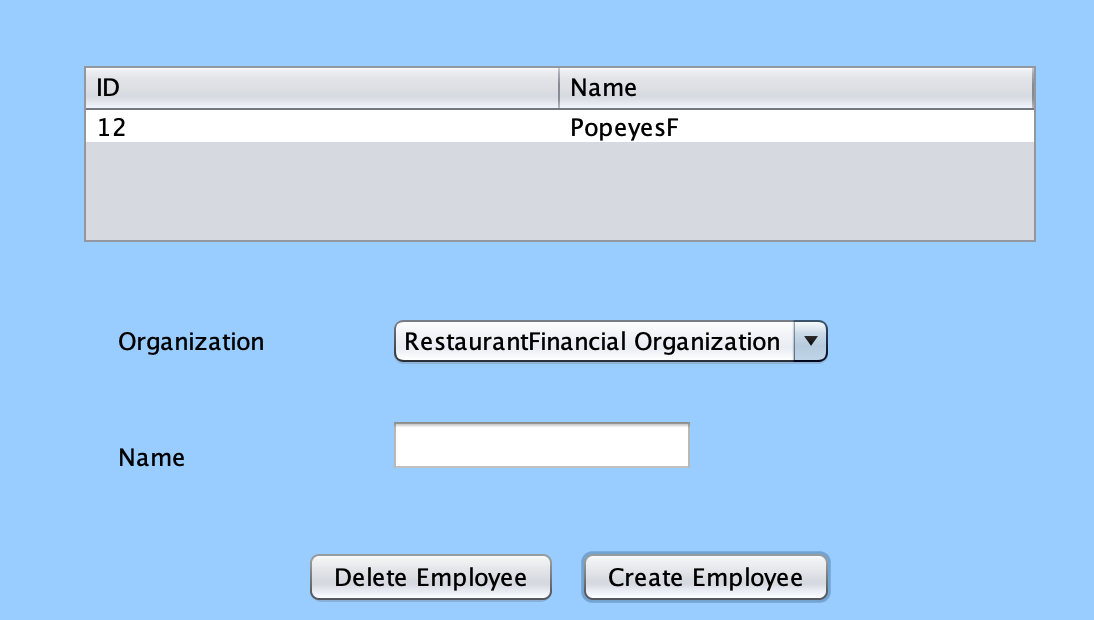 ID Name
12 PopeyesF
Organization RestaurantFinancial Organization
Name
Delete Employee Create Employee